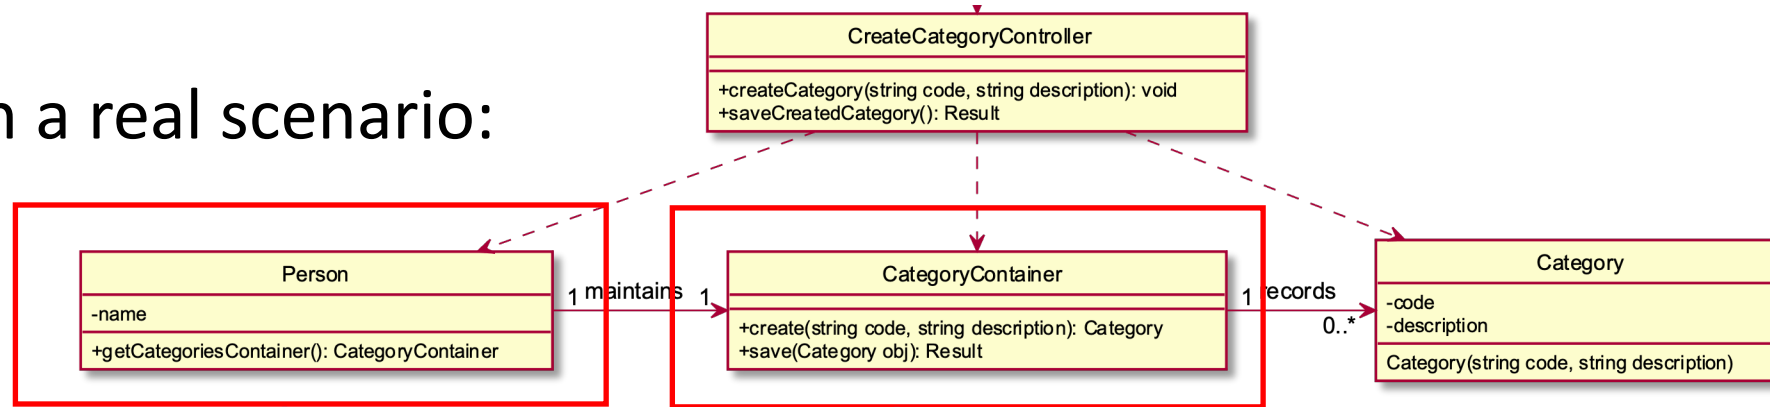 CreateCategoryController
+createCategory(string code, string description): void
+saveCreatedCategory(): Result
a real scenario:
Person
-name
+getCategoriesContainer(): CategoryContainer
1 maintains 1
CategoryContainer
+create(string code, string description): Category
+save(Category obj): Result
1 records
0..*
Category
-code
-description
Category(string code, string description)